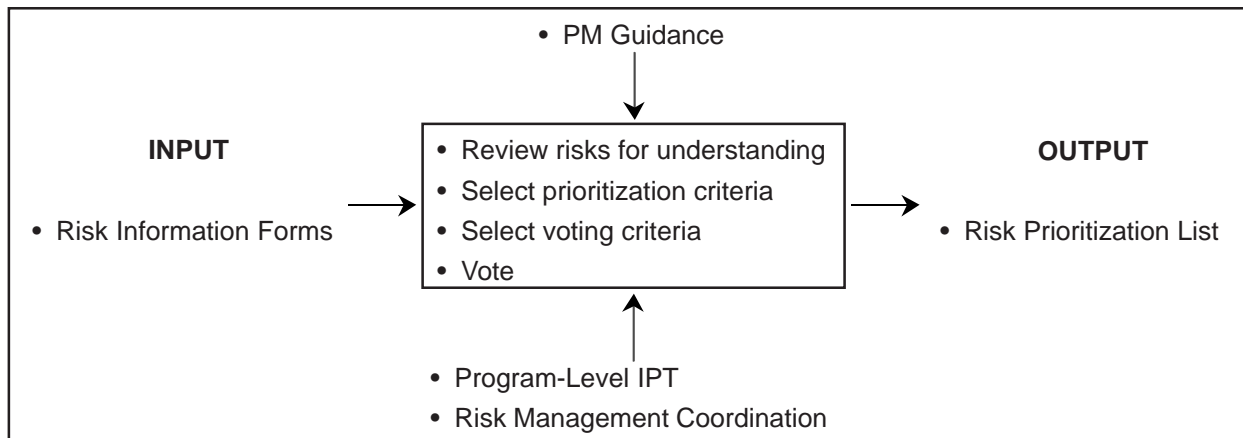 • PM Guidance
INPUT
• Risk Information Forms
• Review risks for understanding
• Select prioritization criteria
• Select voting criteria
• Vote
OUTPUT
• Risk Prioritization List
• Program-Level IPT
• Risk Management Coordination